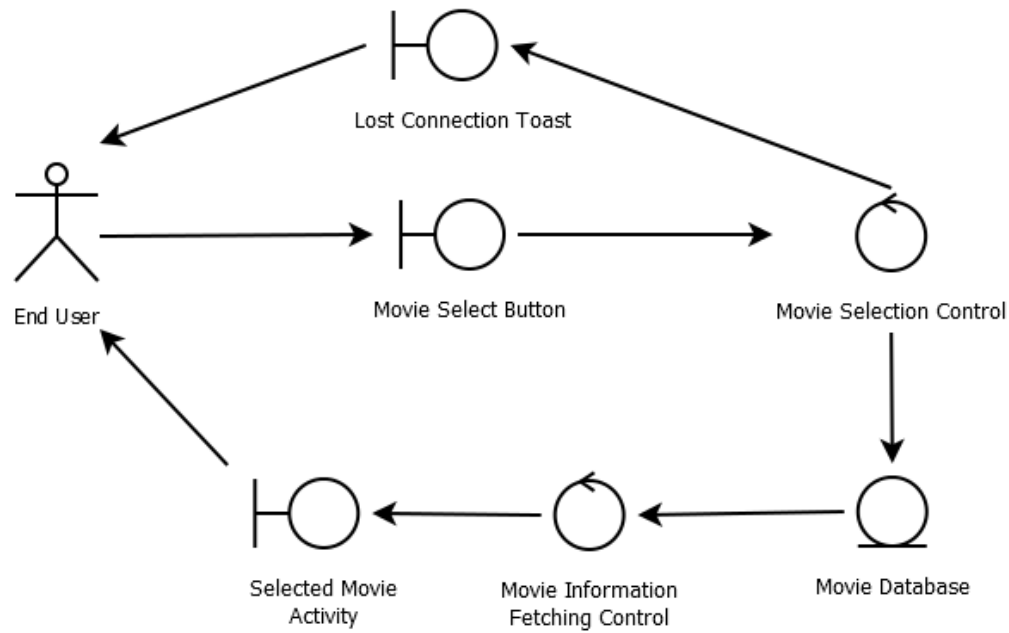 Lost Connection Toast
End User
Movie Select Button
Movie Selection Control
Selected Movie
Activity
Movie Information
Fetching Control
Movie Database